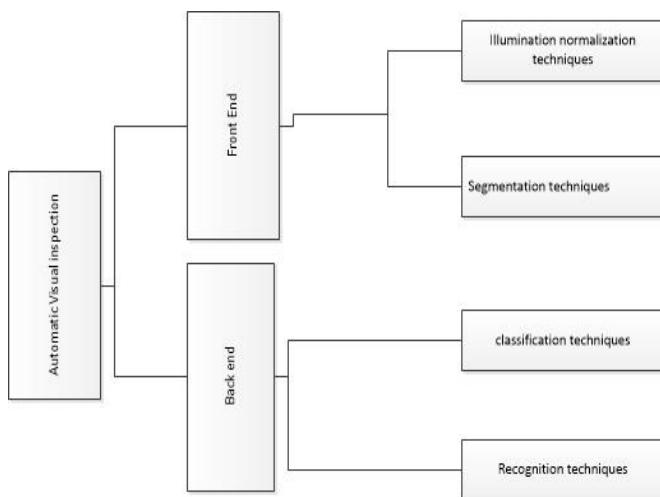 Automatic Visual inspection
Front End
Illumination normalization
techniques
Segmentation techniques
Back end
classification techniques
Recognition techniques